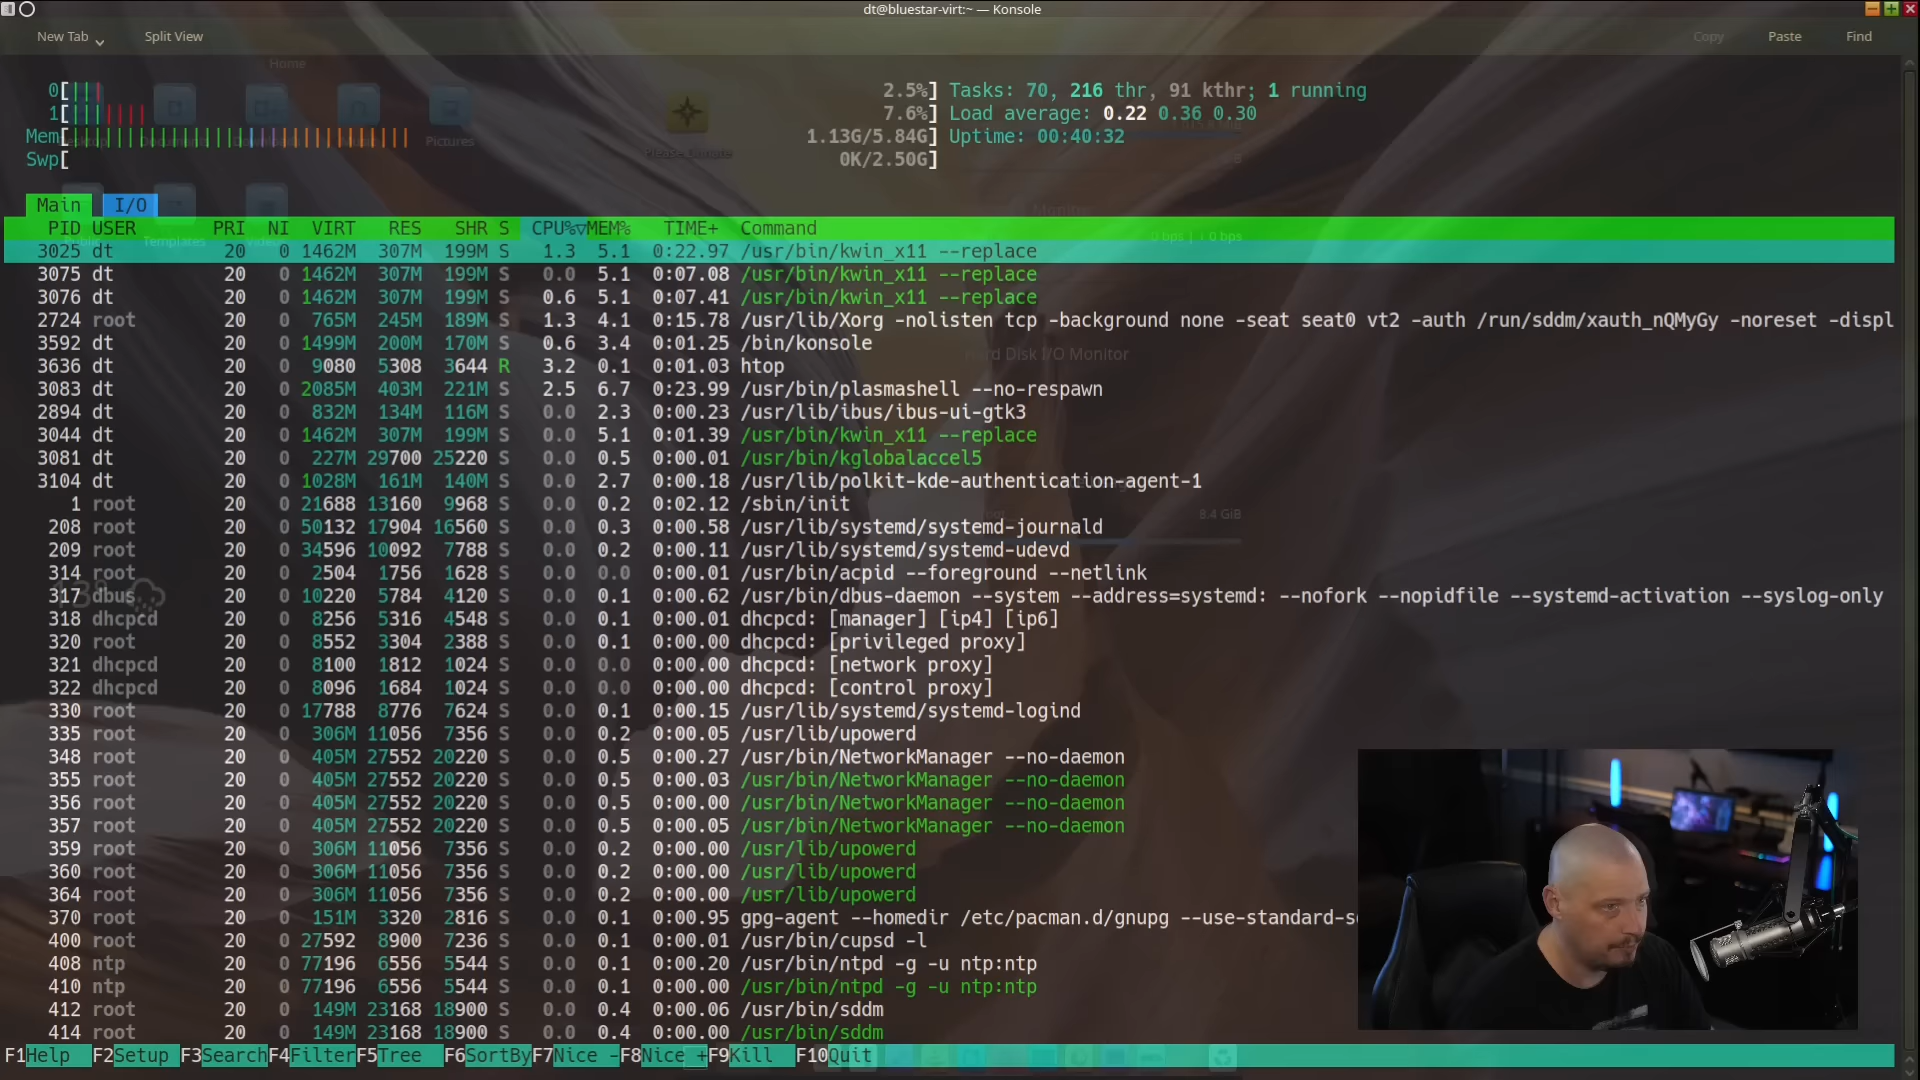 dt@bluestar-virt:~ — Konsole
New Tab Split View Copy Paste Find
Home
0[||| 2.5%] Tasks: 70, 216 thr, 91 kthr; 1 running
1[||||||| 7.6%] Load average: 0.22 0.36 0.30
Mem[ 1.13G/5.84G] Uptime: 00:40:32
Pictures
Swp[ 0K/2.50G]
Main I/O
Templates
Hard Disk I/O Monitor
8.4 GiB
PID USER PRI NI VIRT RES SHR S CPU%▽MEM% TIME+ Command
3025 dt 20 0 1462M 307M 199M S 1.3 5.1 0:22.97 /usr/bin/kwin_x11 --replace
3075 dt 20 0 1462M 307M 199M S 0.0 5.1 0:07.08 /usr/bin/kwin_x11 --replace
3076 dt 20 0 1462M 307M 199M S 0.6 5.1 0:07.41 /usr/bin/kwin_x11 --replace
2724 root 20 0 765M 245M 189M S 1.3 4.1 0:15.78 /usr/lib/Xorg -nolisten tcp -background none -seat seat0 vt2 -auth /run/sddm/xauth_nQMyGy -noreset -displ
3592 dt 20 0 1499M 200M 170M S 0.6 3.4 0:01.25 /bin/konsole
3636 dt 20 0 9080 5308 3644 R 3.2 0.1 0:01.03 htop
3083 dt 20 0 2085M 403M 221M S 2.5 6.7 0:23.99 /usr/bin/plasmashell --no-respawn
2894 dt 20 0 832M 134M 116M S 0.0 2.3 0:00.23 /usr/lib/ibus/ibus-ui-gtk3
3044 dt 20 0 1462M 307M 199M S 0.0 5.1 0:01.39 /usr/bin/kwin_x11 --replace
3081 dt 20 0 227M 29700 25220 S 0.0 0.5 0:00.01 /usr/bin/kglobalaccel5
3104 dt 20 0 1028M 161M 140M S 0.0 2.7 0:00.18 /usr/lib/polkit-kde-authentication-agent-1
1 root 20 0 21688 13160 9968 S 0.0 0.2 0:02.12 /sbin/init
208 root 20 0 50132 17904 16560 S 0.0 0.3 0:00.58 /usr/lib/systemd/systemd-journald
209 root 20 0 34596 10092 7788 S 0.0 0.2 0:00.11 /usr/lib/systemd/systemd-udevd
314 root 20 0 2504 1756 1628 S 0.0 0.0 0:00.01 /usr/bin/acpid --foreground --netlink
317 dbus 20 0 10220 5784 4120 S 0.0 0.1 0:00.62 /usr/bin/dbus-daemon --system --address=systemd: --nofork --nopidfile --systemd-activation --syslog-only
318 dhcpcd 20 0 8256 5316 4548 S 0.0 0.1 0:00.01 dhcpcd: [manager] [ip4] [ip6]
320 root 20 0 8552 3304 2388 S 0.0 0.1 0:00.00 dhcpcd: [privileged proxy]
321 dhcpcd 20 0 8100 1812 1024 S 0.0 0.0 0:00.00 dhcpcd: [network proxy]
322 dhcpcd 20 0 8096 1684 1024 S 0.0 0.0 0:00.00 dhcpcd: [control proxy]
330 root 20 0 17788 8776 7624 S 0.0 0.1 0:00.15 /usr/lib/systemd/systemd-logind
335 root 20 0 306M 11056 7356 S 0.0 0.2 0:00.05 /usr/lib/upowerd
348 root 20 0 405M 27552 20220 S 0.0 0.5 0:00.27 /usr/bin/NetworkManager --no-daemon
355 root 20 0 405M 27552 20220 S 0.0 0.5 0:00.03 /usr/bin/NetworkManager --no-daemon
356 root 20 0 405M 27552 20220 S 0.0 0.5 0:00.00 /usr/bin/NetworkManager --no-daemon
357 root 20 0 405M 27552 20220 S 0.0 0.5 0:00.05 /usr/bin/NetworkManager --no-daemon
359 root 20 0 306M 11056 7356 S 0.0 0.2 0:00.00 /usr/lib/upowerd
360 root 20 0 306M 11056 7356 S 0.0 0.2 0:00.00 /usr/lib/upowerd
364 root 20 0 306M 11056 7356 S 0.0 0.2 0:00.00 /usr/lib/upowerd
370 root 20 0 151M 3320 2816 S 0.0 0.1 0:00.95 gpg-agent --homedir /etc/pacman.d/gnupg --use-standard-s
400 root 20 0 27592 8900 7236 S 0.0 0.1 0:00.01 /usr/bin/cupsd -l
408 ntp 20 0 77196 6556 5544 S 0.0 0.1 0:00.20 /usr/bin/ntpd -g -u ntp:ntp
410 ntp 20 0 77196 6556 5544 S 0.0 0.1 0:00.00 /usr/bin/ntpd -g -u ntp:ntp
412 root 20 0 149M 23168 18900 S 0.0 0.4 0:00.06 /usr/bin/sddm
414 root 20 0 149M 23168 18900 S 0.0 0.4 0:00.00 /usr/bin/sddm
F1Help F2Setup F3SearchF4FilterF5Tree F6SortByF7Nice -F8Nice +F9Kill F10Quit